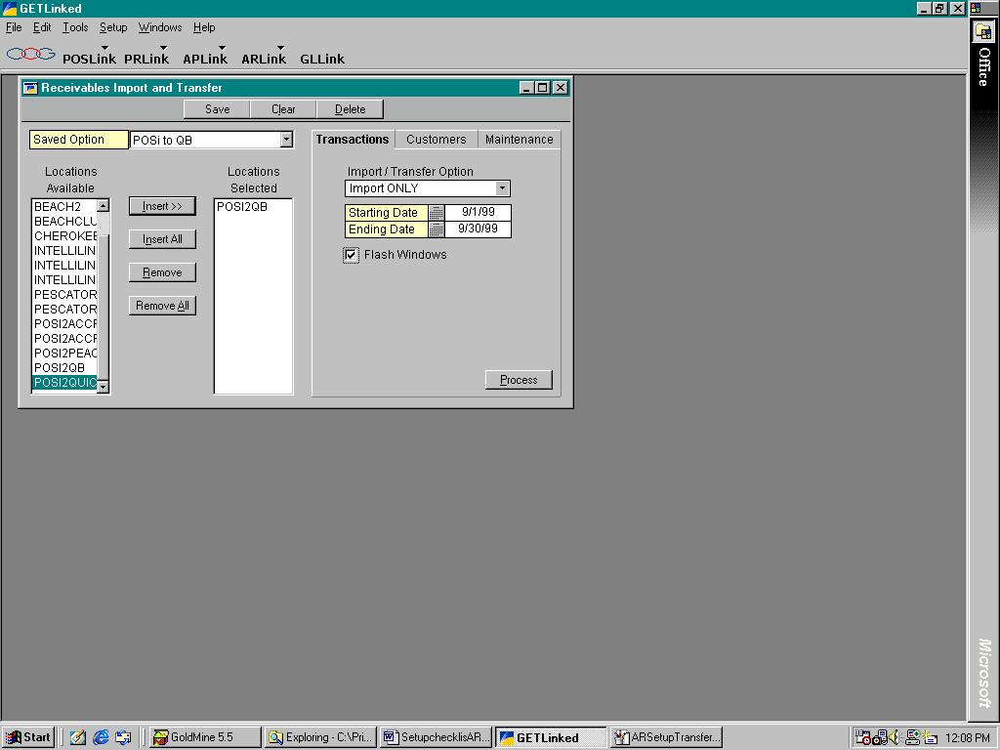 GETLinked
File Edit Tools Setup Windows Help
POSLink PRLink APLink ARLink GLLink
Receivables Import and Transfer
Save Clear Delete
Saved Option POSi to QB
Transactions Customers Maintenance
Locations Available
Locations Selected
BEACH2
BEACHCLU
CHEROKEE
INTELLILIN
INTELLILIN
INTELLILIN
PESCATOR
PESCATOR
POSI2ACCP
POSI2ACCP
POSI2PEAC
POSI2QB
POSI2QUIC
Insert >>
Insert All
Remove
Remove All
POSI2QB
Import / Transfer Option
Import ONLY
Starting Date 9/1/99
Ending Date 9/30/99
Flash Windows
Process
Office
Microsoft
Start
GoldMine 5.5
Exploring - C:\Pri...
SetupchecklisAR...
GETLinked
ARSetupTransfer...
12:08 PM